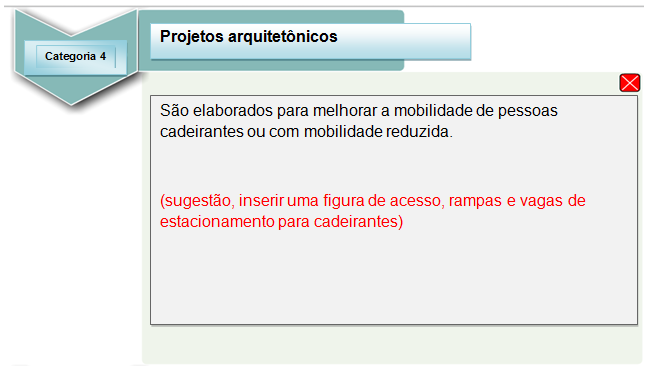 Projetos arquitetônicos
Categoria 4
São elaborados para melhorar a mobilidade de pessoas
cadeirantes ou com mobilidade reduzida.
(sugestão, inserir uma figura de acesso, rampas e vagas de
estacionamento para cadeirantes)